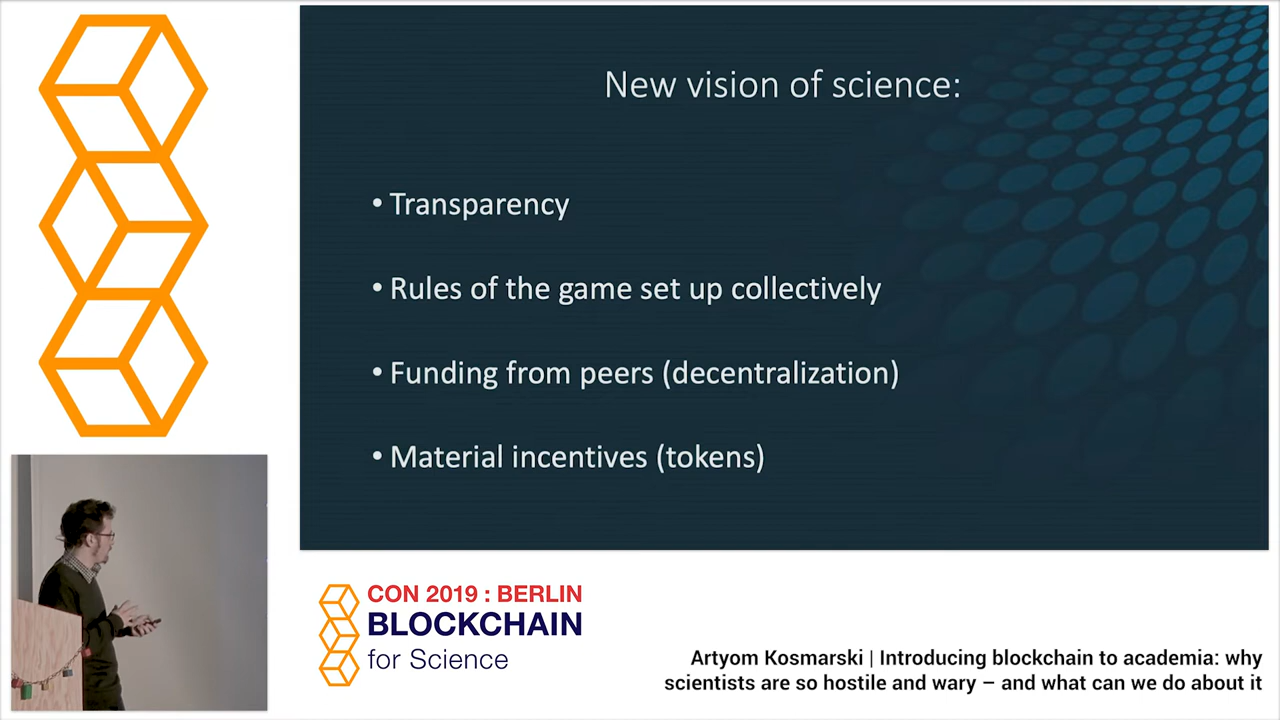 New vision of science:
• Transparency
• Rules of the game set up collectively
• Funding from peers (decentralization)
• Material incentives (tokens)
CON 2019 : BERLIN
BLOCKCHAIN
for Science
Artyom Kosmarski | Introducing blockchain to academia: why
scientists are so hostile and wary – and what can we do about it